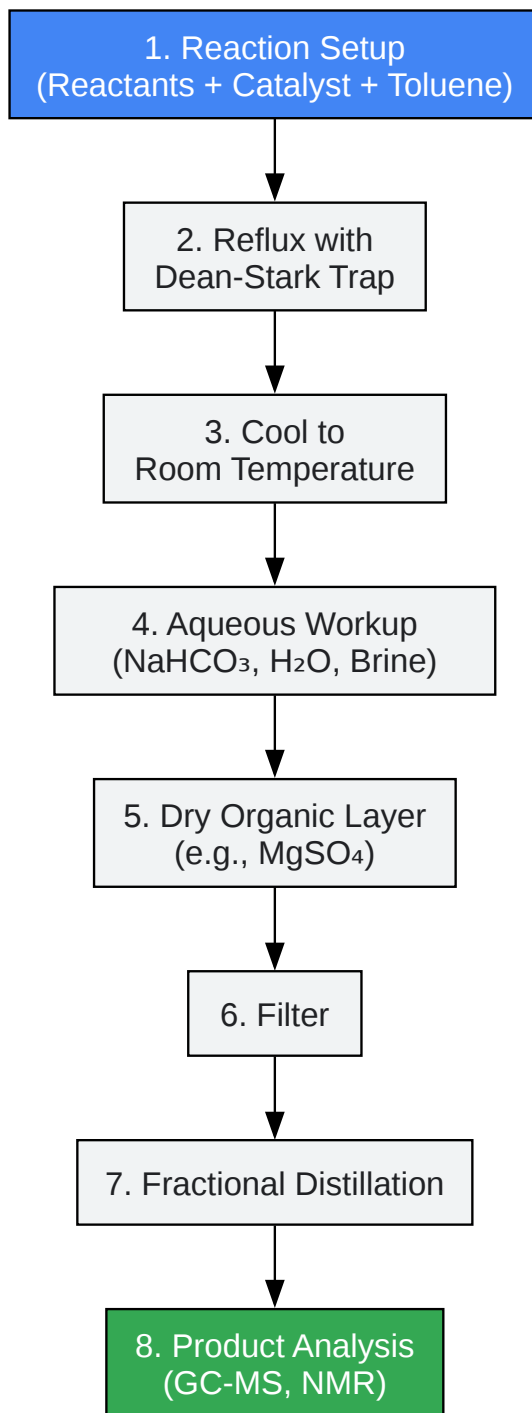 1. Reaction Setup
(Reactants + Catalyst + Toluene)
2. Reflux with
Dean-Stark Trap
3. Cool to
Room Temperature
4. Aqueous Workup
(NaHCO₃, H₂O, Brine)
5. Dry Organic Layer
(e.g., MgSO₄)
6. Filter
7. Fractional Distillation
8. Product Analysis
(GC-MS, NMR)